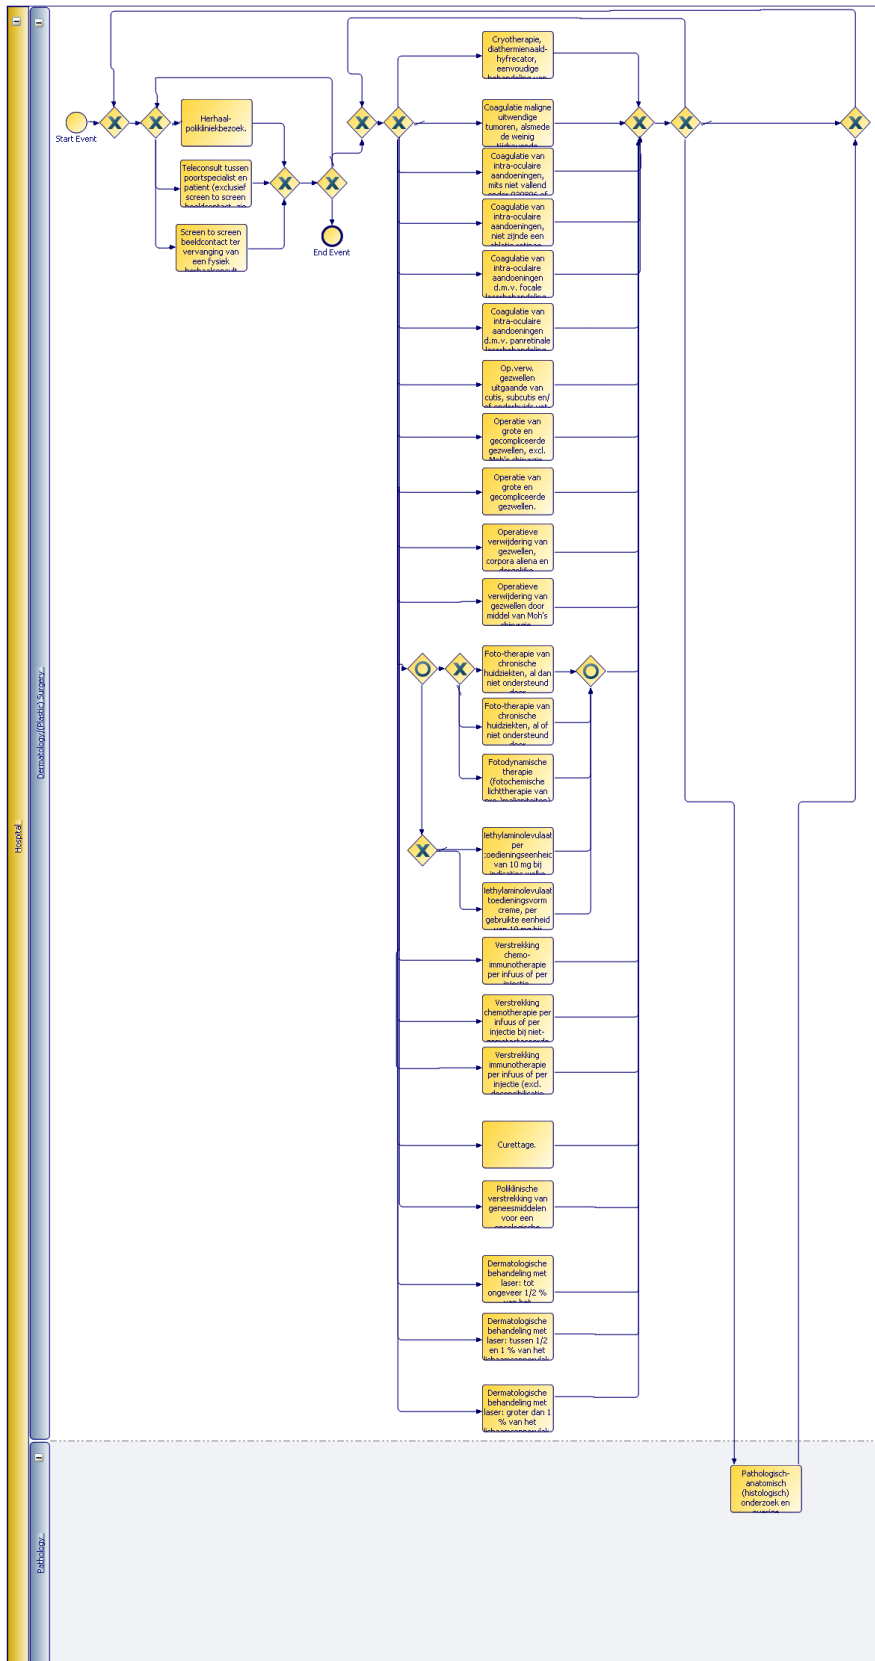 Hospital_
Dermatology/(Plastic) Surgery_
Pathology_
Start Event
Herhaal-
polikliniekbezoek.
Teleconsult tussen
poortspecialist en
patient (exclusief
screen to screen
Screen to screen
beeldcontact ter
vervanging van
een fysiek
End Event
Cryotherapie,
diathermienaald-
hyfrecator,
eenvoudige
Coagulatie maligne
uitwendige
tumoren, alsmede
de weinig
Coagulatie van
intra-oculaire
aandoeningen,
mits niet vallend
Coagulatie van
intra-oculaire
aandoeningen,
niet zijnde een
Coagulatie van
intra-oculaire
aandoeningen
d.m.v. focale
Coagulatie van
intra-oculaire
aandoeningen
d.m.v. panretinale
Op.verw.
gezwellen
uitgaande van
cutis, subcutis en/
Operatie van
grote en
gecompliceerde
gezwellen, excl.
Operatie van
grote en
gecompliceerde
gezwellen.
Operatieve
verwijdering van
gezwellen,
corpora aliena en
Operatieve
verwijdering van
gezwellen door
middel van Moh's
Foto-therapie van
chronische
huidziekten, al dan
niet ondersteund
Foto-therapie van
chronische
huidziekten, al of
niet ondersteund
Fotodynamische
therapie
(fotochemische
lichttherapie van
lethylaminolevulaat
per
toedieningseenheid
van 10 mg bij
lethylaminolevulaat
toedieningsvorm
creme, per
gebruikte eenheid
Verstrekking
chemo-
immunotherapie
per infuus of per
Verstrekking
chemotherapie per
infuus of per
injectie bij niet-
Verstrekking
immunotherapie
per infuus of per
injectie (excl.
Curettage.
Poliklinische
verstrekking van
geneesmiddelen
voor een
Dermatologische
behandeling met
laser: tot
ongeveer 1/2 %
Dermatologische
behandeling met
laser: tussen 1/2
en 1 % van het
Dermatologische
behandeling met
laser: groter dan 1
% van het
Pathologisch-
anatomisch
(histologisch)
onderzoek en